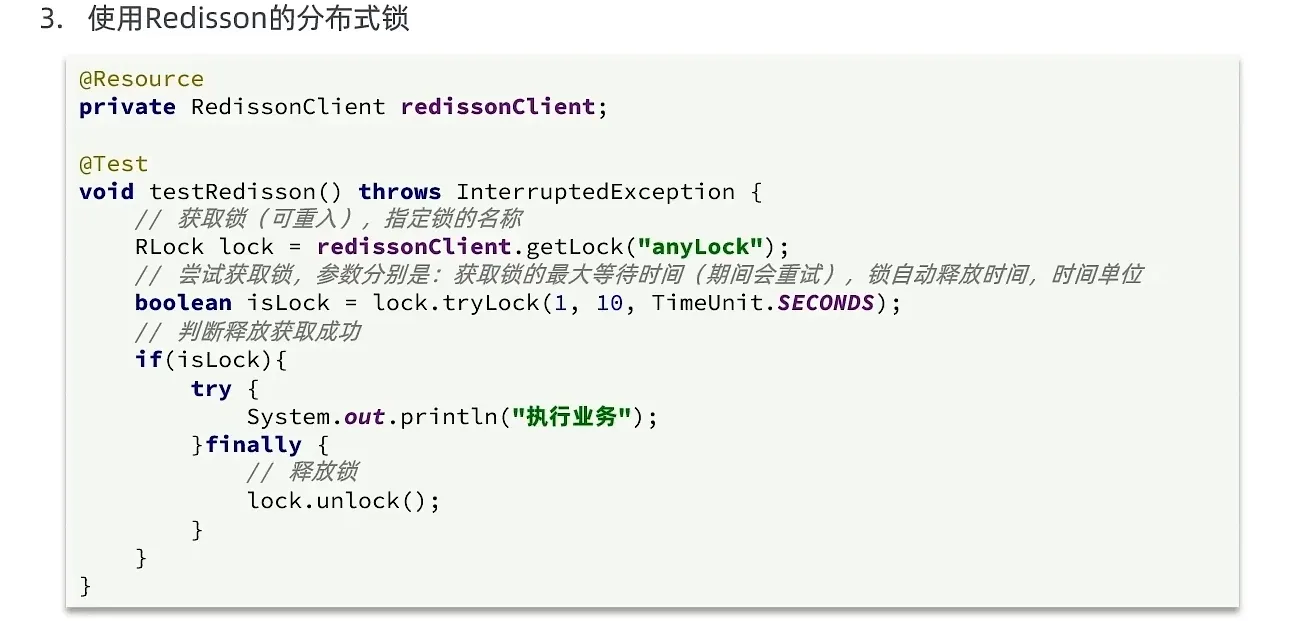 3. 使用Redisson的分布式锁
@Resource
private RedissonClient redissonClient;
@Test
void testRedisson() throws InterruptedException {
// 获取锁（可重入），指定锁的名称
RLock lock = redissonClient.getLock("anyLock");
// 尝试获取锁，参数分别是：获取锁的最大等待时间（期间会重试），锁自动释放时间，时间单位
boolean isLock = lock.tryLock(1, 10, TimeUnit.SECONDS);
// 判断释放获取成功
if(isLock){
try {
System.out.println("执行业务");
}finally {
// 释放锁
lock.unlock();
}
}
}